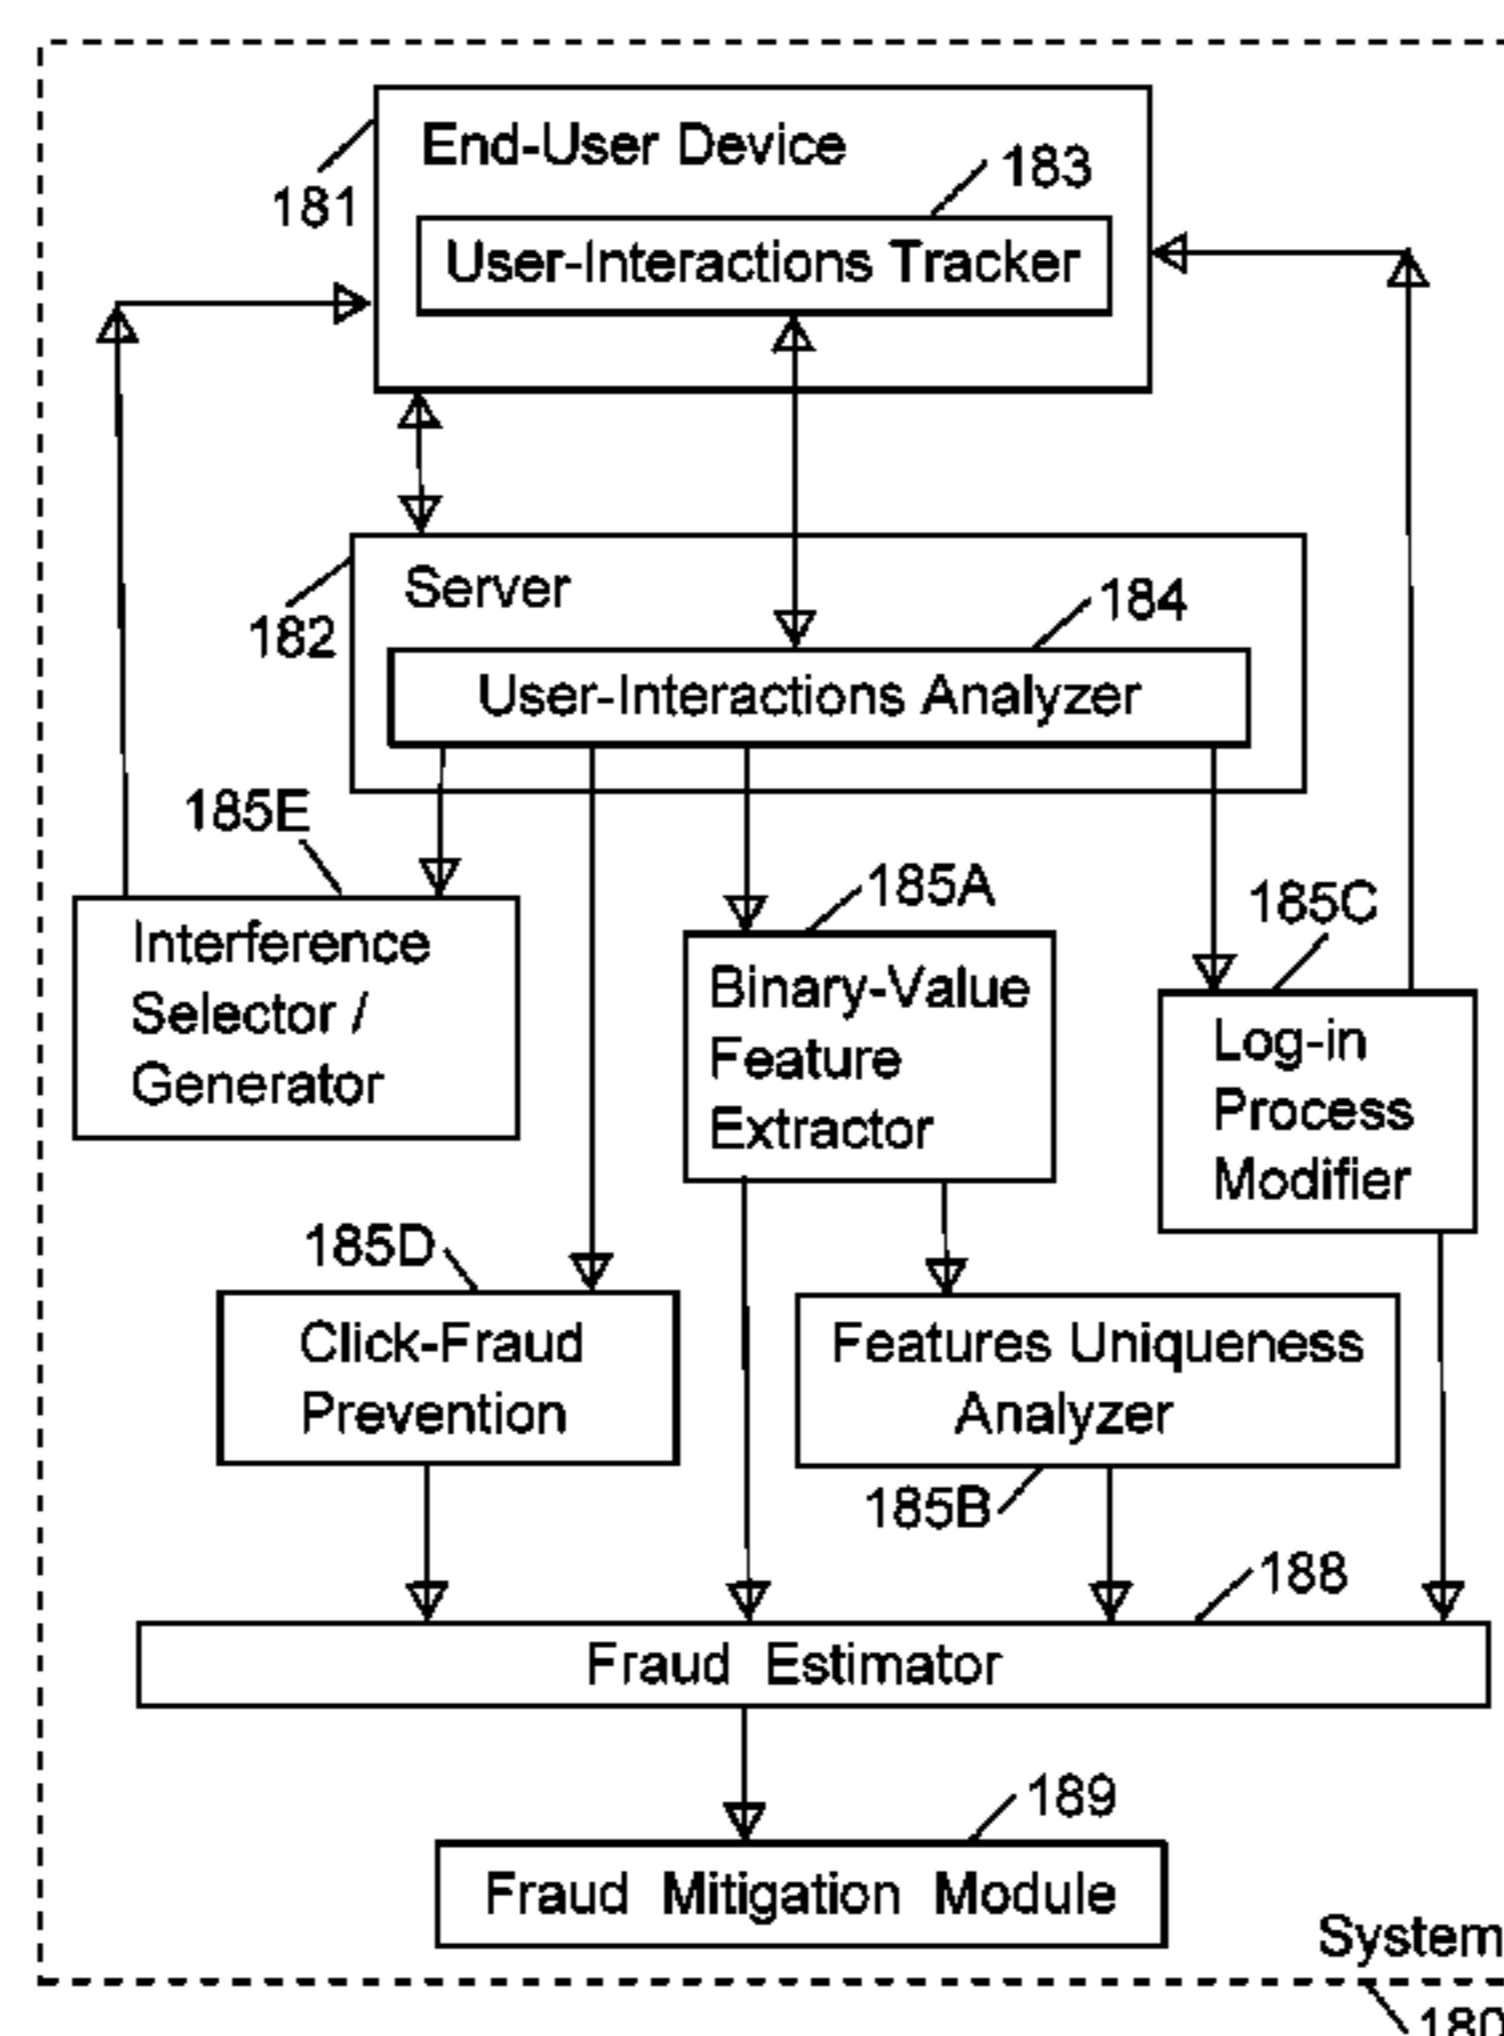 End-User Device
183
181
User-Interactions Tracker
Server
184
182
User-Interactions Analyzer
185E
185A
185C
Interference
Selector /
Generator
Binary-Value
Feature
Extractor
Log-in
Process
Modifier
185D
Click-Fraud
Prevention
Features Uniqueness
Analyzer
185B
188
Fraud Estimator
189
Fraud Mitigation Module
System
180